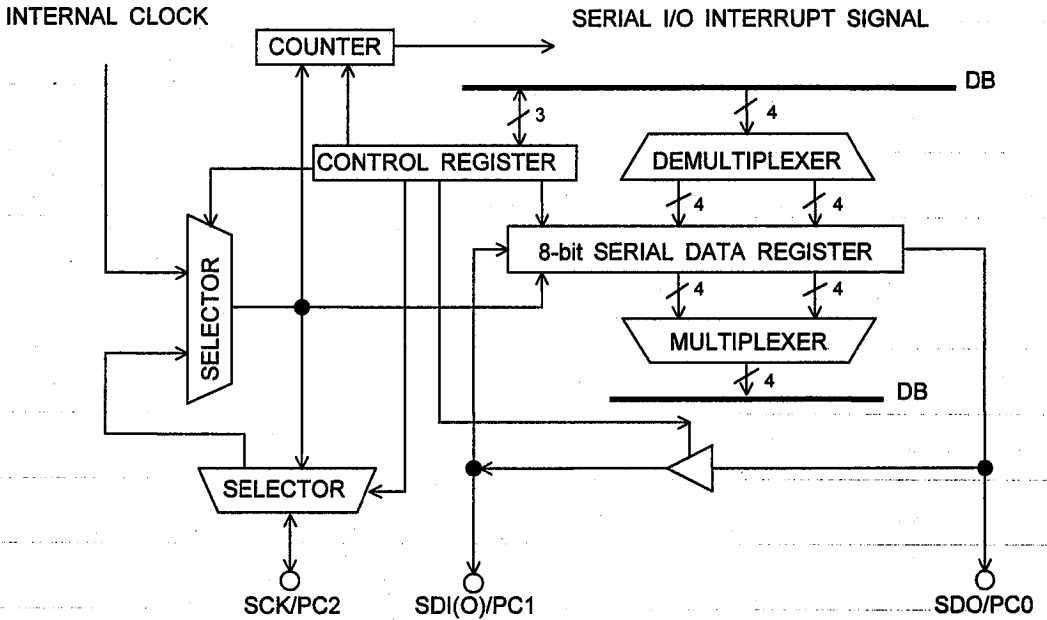 INTERNAL CLOCK
SERIAL I/O INTERRUPT SIGNAL
COUNTER
DB
3
4
CONTROL REGISTER
DEMULTIPLEXER
4
4
SELECTOR
8-bit SERIAL DATA REGISTER
4
4
MULTIPLEXER
4
DB
SELECTOR
SCK/PC2
SDI(O)/PC1
SDO/PC0